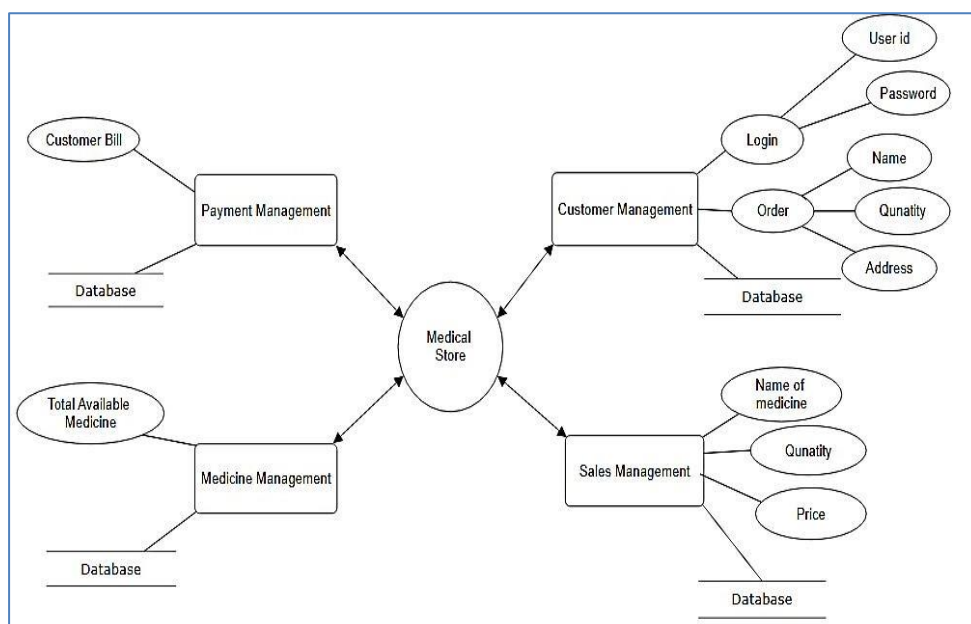 User id
Password
Login
Customer Bill
Name
Payment Management
Customer Management
Order
Qunatity
Address
Database
Database
Medical
Store
Total Available
Medicine
Name of
medicine
Qunatity
Medicine Management
Sales Management
Price
Database
Database